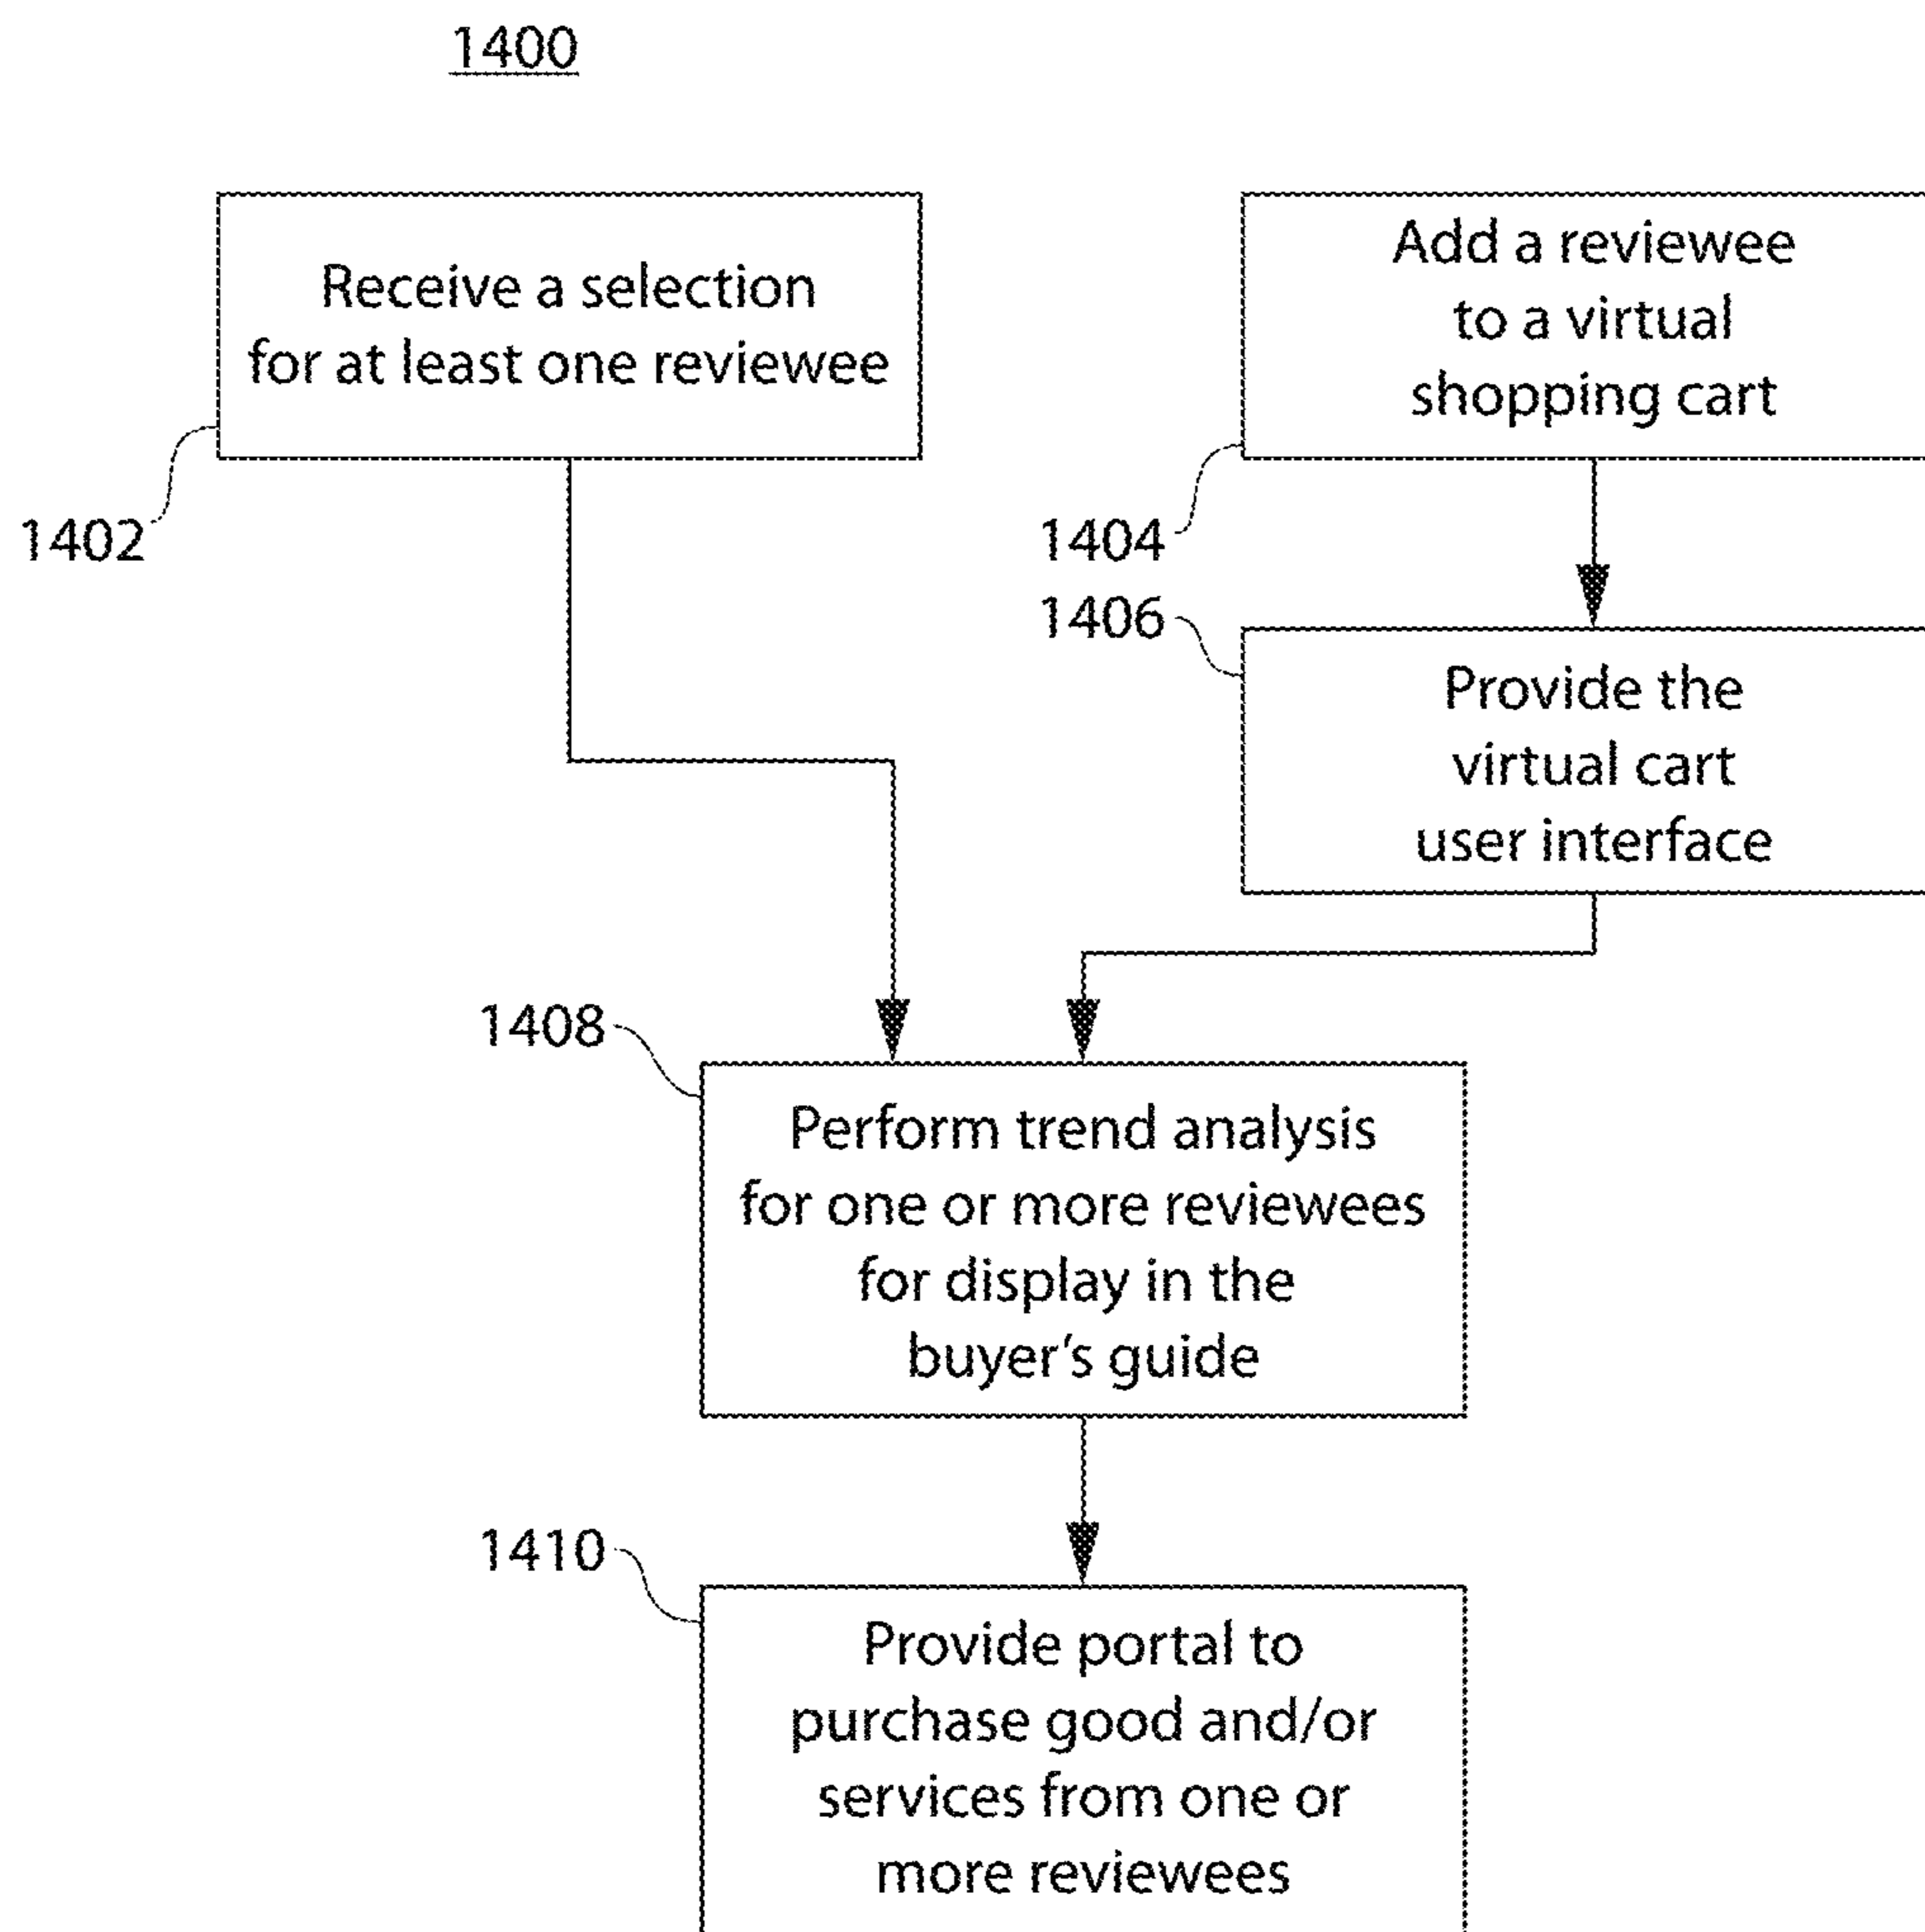 1400
Receive a selection
for at least one reviewee
1402
Add a reviewee
to a virtual
shopping cart
1404
1406
Provide the
virtual cart
user interface
1408
Perform trend analysis
for one or more reviewees
for display in the
buyer's guide
1410
Provide portal to
purchase good and/or
services from one or
more reviewees